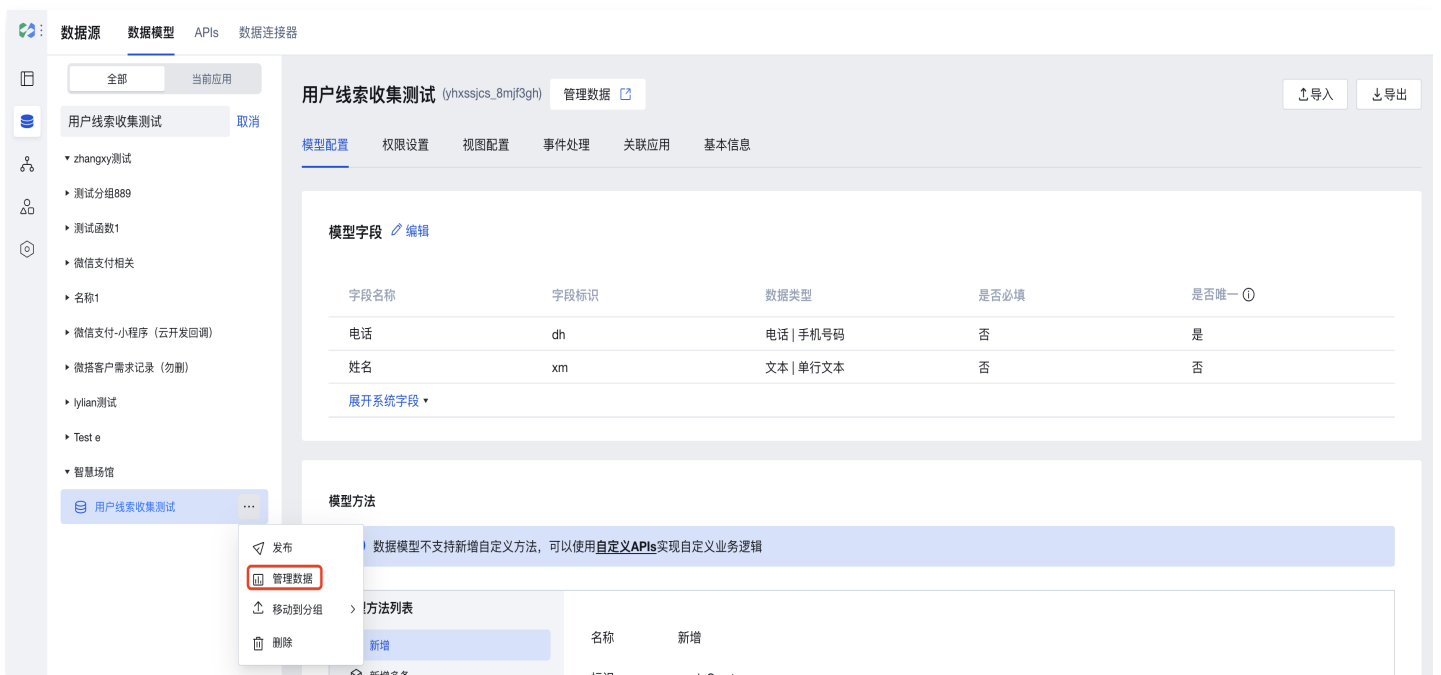 数据源 数据模型 APIs 数据连接器
全部 当前应用
用户线索收集测试 取消
zhangxy测试
测试分组889
测试函数1
微信支付相关
名称1
微信支付-小程序（云开发回调）
微搭客户需求记录（勿删）
lylian测试
Test e
智慧场馆
用户线索收集测试 ...
发布
管理数据
移动到分组
删除
用户线索收集测试 (yhxssjcs_8mjf3gh) 管理数据
导入 导出
模型配置 权限设置 视图配置 事件处理 关联应用 基本信息
模型字段 编辑
字段名称 字段标识 数据类型 是否必填 是否唯一
电话 dh 电话 | 手机号码 否 是
姓名 xm 文本 | 单行文本 否 否
展开系统字段
模型方法
数据模型不支持新增自定义方法，可以使用自定义APIs实现自定义业务逻辑
方法列表
新增
名称 新增